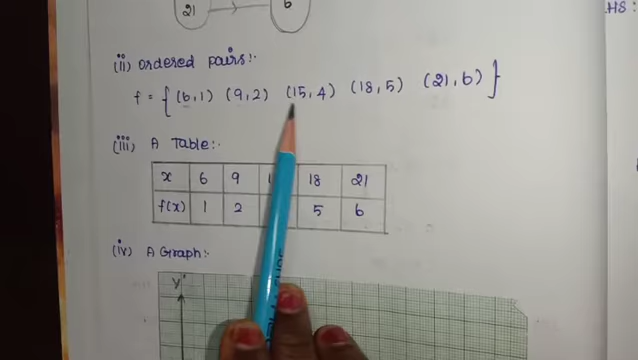 21 6
HS:
(ii) ordered pairs:-
f = { (6,1) (9,2) (15,4) (18,5) (21,6) }
(iii) A Table:-
x 6 9 1 18 21
f(x) 1 2 5 6
(iv) A Graph:-
Y